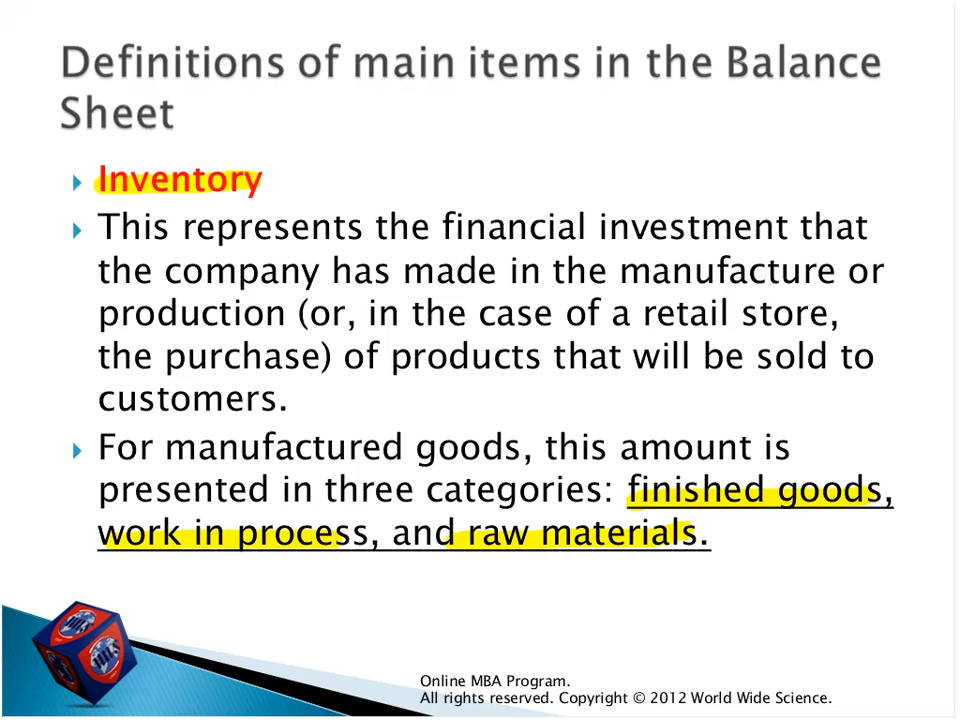 Definitions of main items in the Balance
Sheet
Inventory
This represents the financial investment that
the company has made in the manufacture or
production (or, in the case of a retail store,
the purchase) of products that will be sold to
customers.
For manufactured goods, this amount is
presented in three categories: finished goods,
work in process, and raw materials.
Online MBA Program.
All rights reserved. Copyright © 2012 World Wide Science.